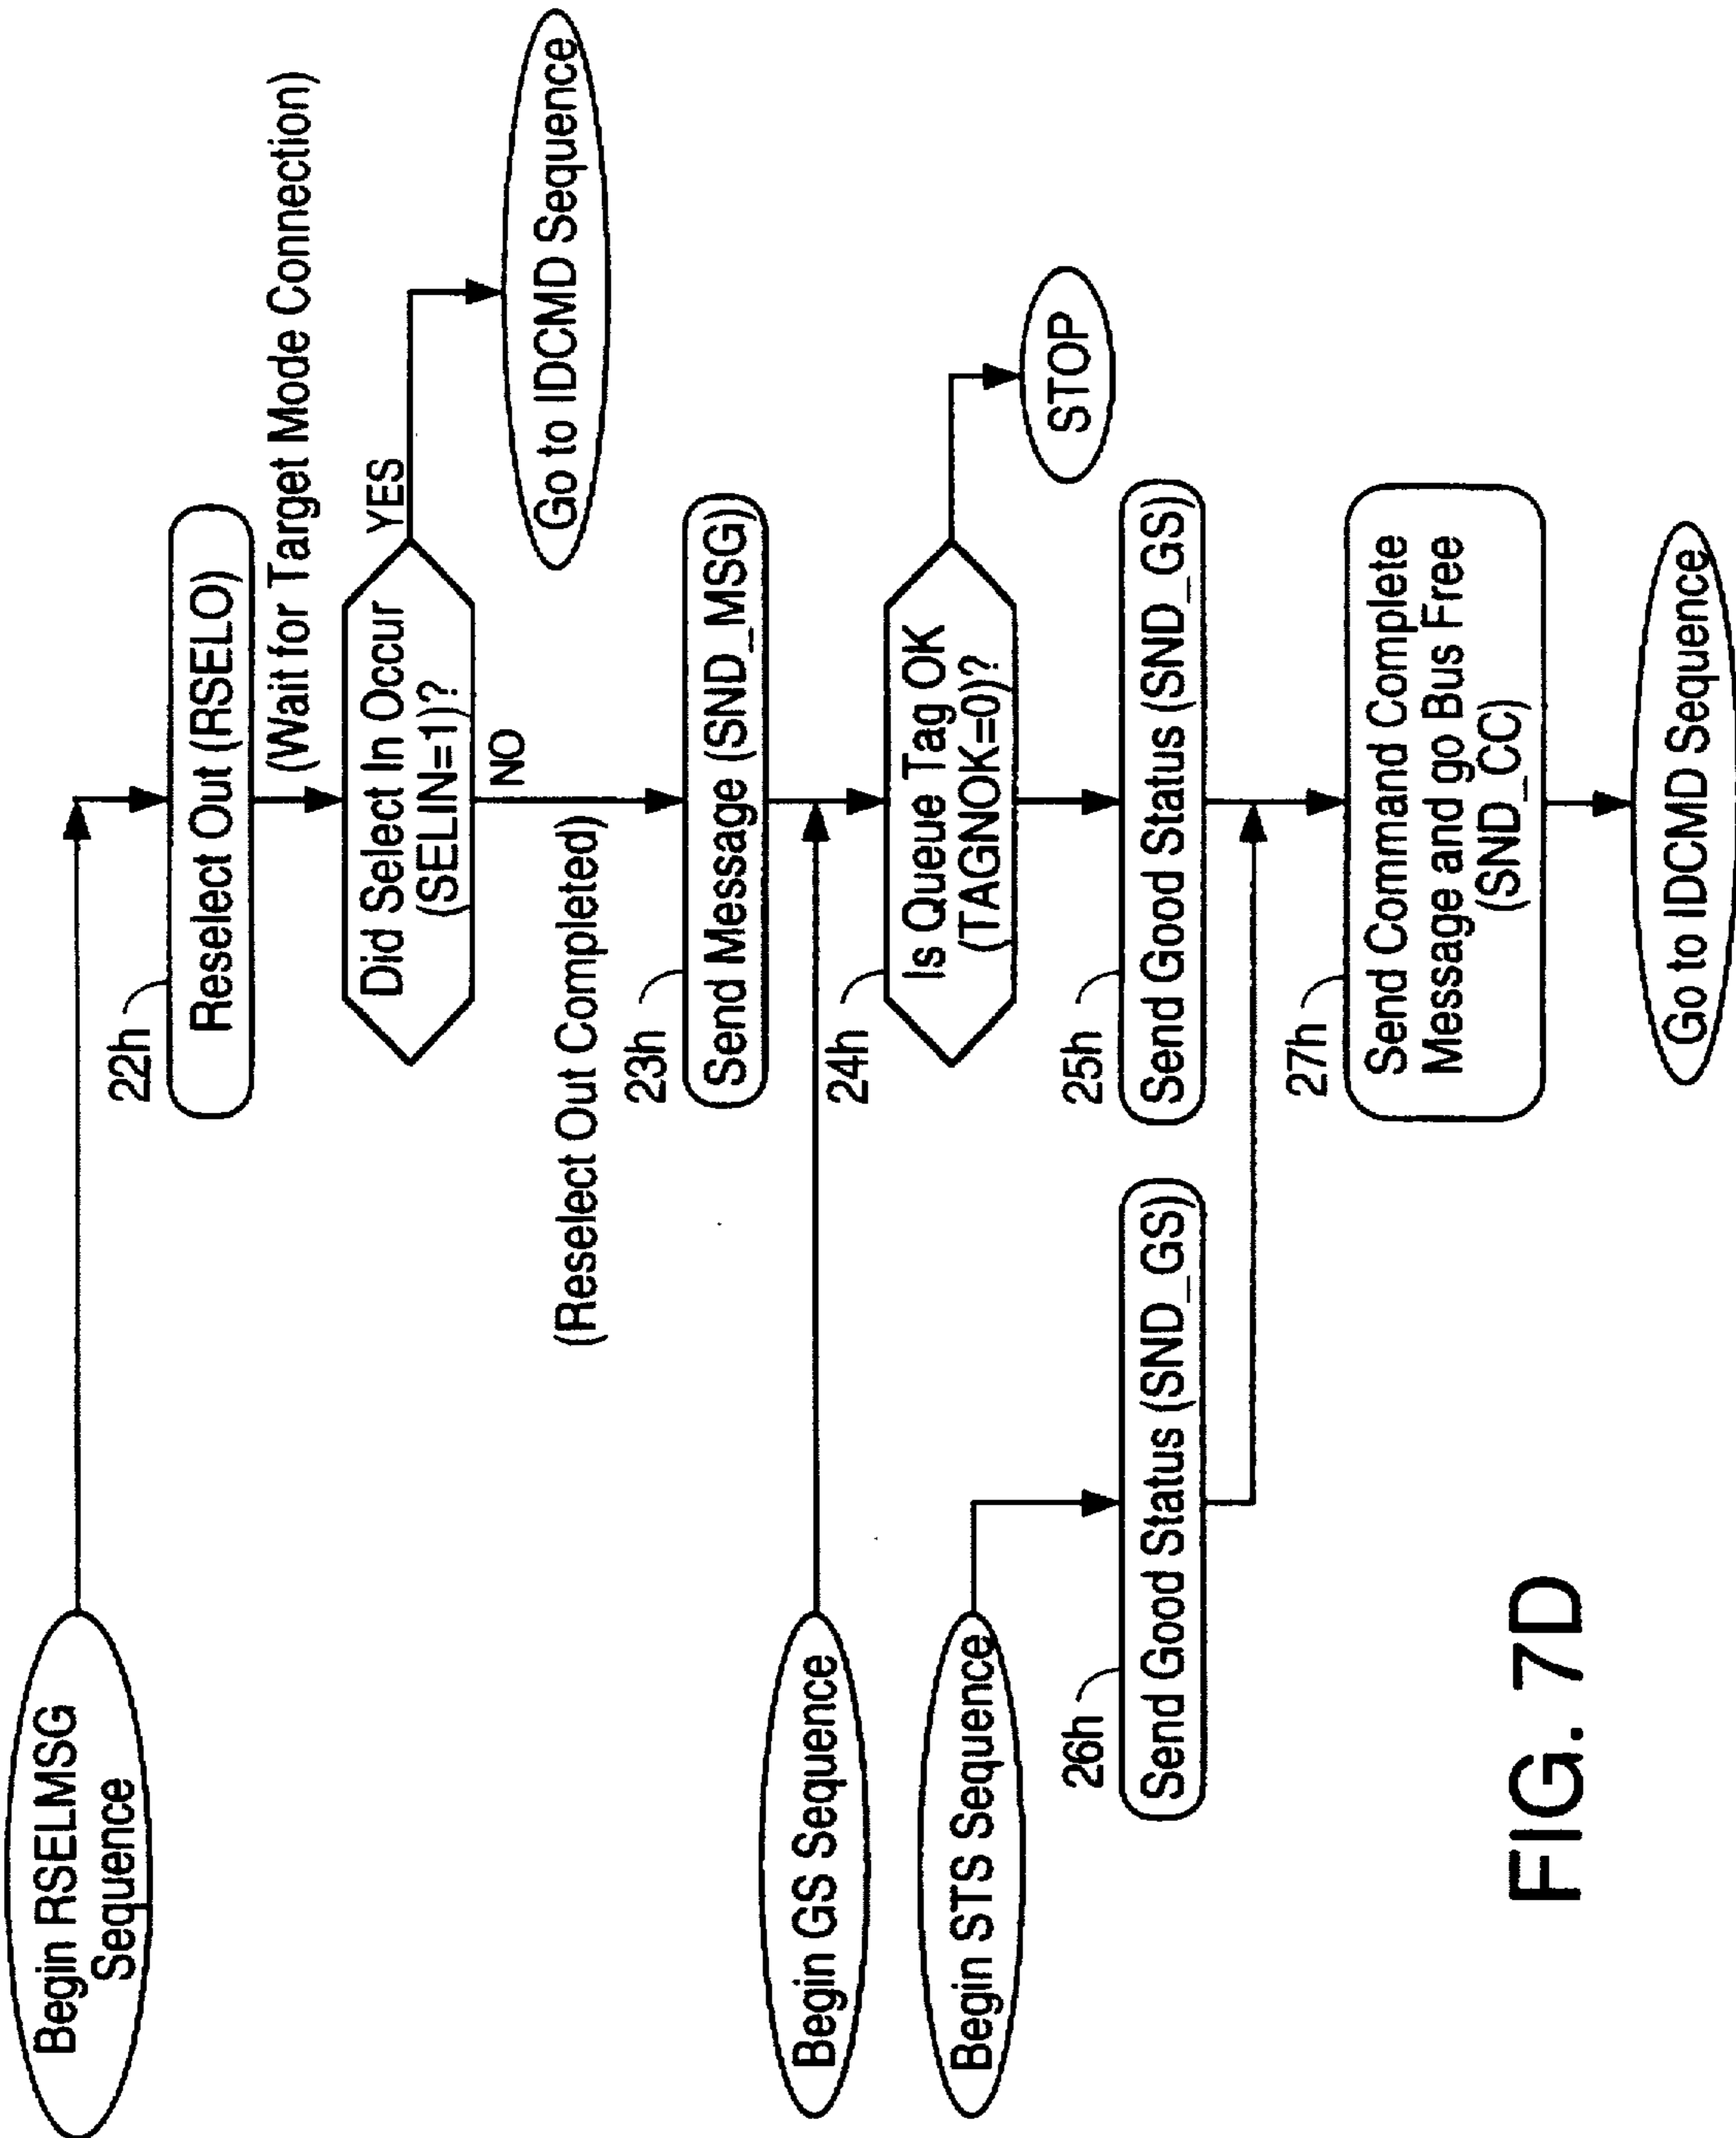 Begin RSELMSG
Sequence
22h
Reselect Out (RSELO)
(Wait for Target Mode Connection)
Did Select In Occur
(SELIN=1)?
YES
Go to IDCMD Sequence
NO
(Reselect Out Completed)
23h
Send Message (SND_MSG)
Begin GS Sequence
24h
Is Queue Tag OK
(TAGNOK=0)?
STOP
Begin STS Sequence
26h
Send Good Status (SND_GS)
25h
Send Good Status (SND_GS)
27h
Send Command Complete
Message and go Bus Free
(SND_CC)
Go to IDCMD Sequence
FIG. 7D